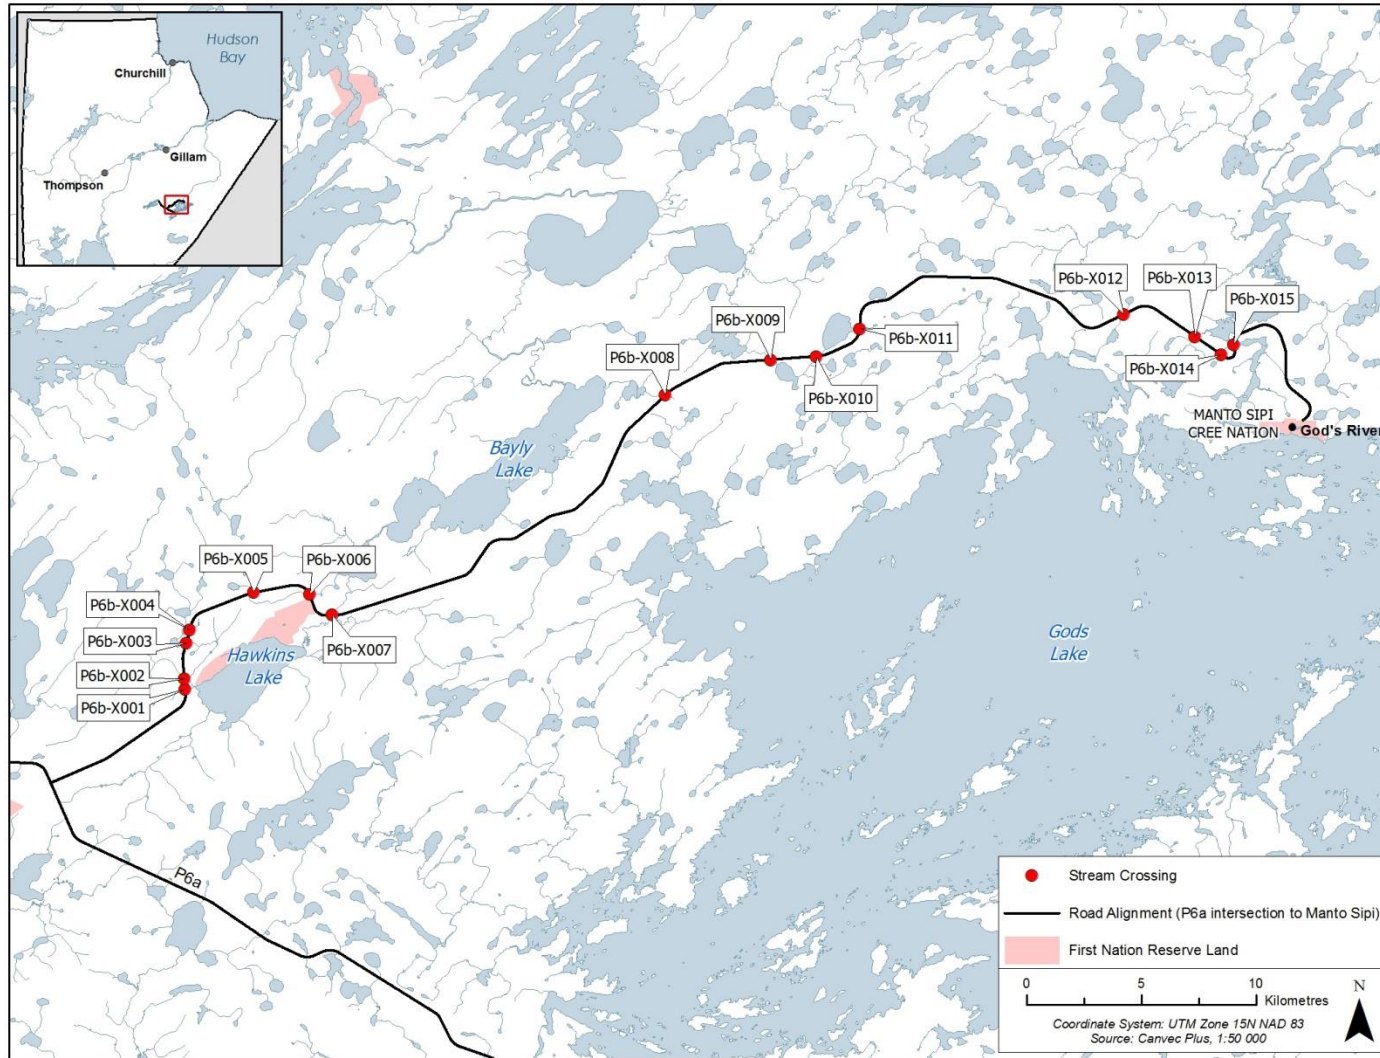 Hudson
Bay
Churchill
Gillam
Thompson
P6b-X012
P6b-X013
P6b-X015
P6b-X009
P6b-X011
P6b-X008
P6b-X014
P6b-X010
MANTO SIPI
CREE NATION
God's River
Bayly
Lake
P6b-X005
P6b-X006
P6b-X004
P6b-X003
P6b-X007
Hawkins
Lake
P6b-X002
P6b-X001
Gods
Lake
P6a
Stream Crossing
Road Alignment (P6a intersection to Manto Sipi)
First Nation Reserve Land
0 5 10
Kilometres
N
Coordinate System: UTM Zone 15N NAD 83
Source: Canvec Plus, 1:50 000